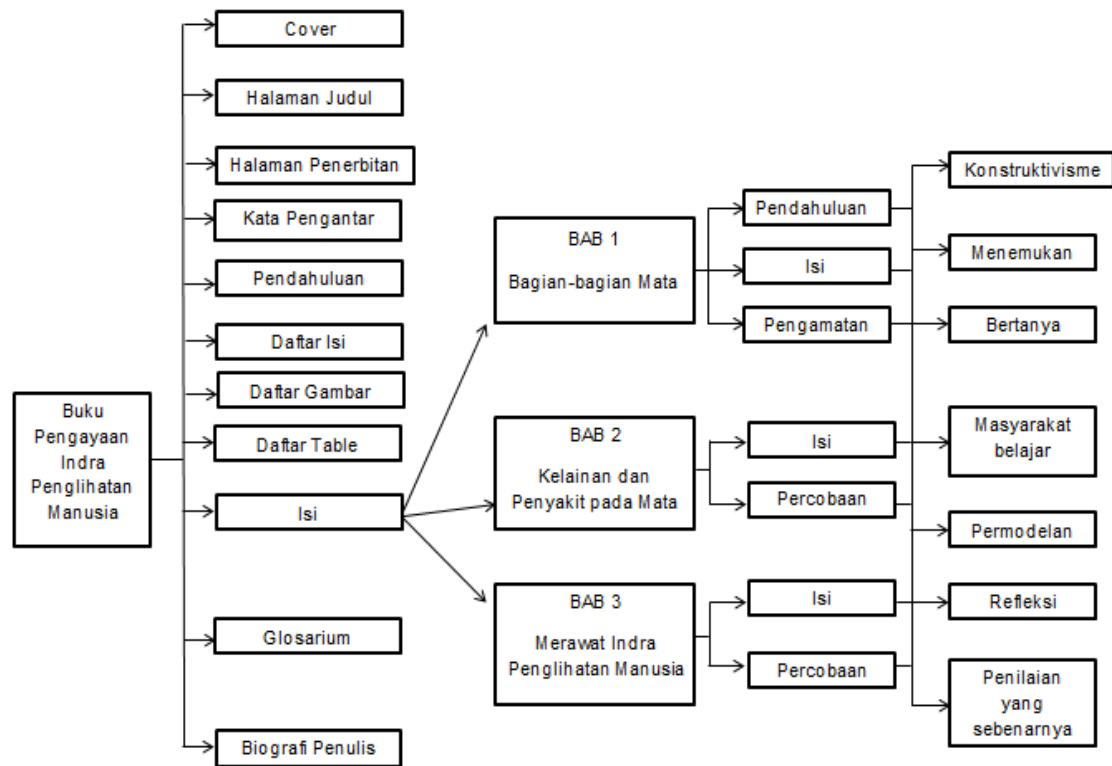 Buku
Pengayaan
Indra
Penglihatan
Manusia
Cover
Halaman Judul
Halaman Penerbitan
Kata Pengantar
Pendahuluan
Daftar Isi
Daftar Gambar
Daftar Table
Isi
Glosarium
Biografi Penulis
BAB 1
Bagian-bagian Mata
BAB 2
Kelainan dan
Penyakit pada Mata
BAB 3
Merawat Indra
Penglihatan Manusia
Pendahuluan
Isi
Pengamatan
Isi
Percobaan
Isi
Percobaan
Konstruktivisme
Menemukan
Bertanya
Masyarakat
belajar
Permodelan
Refleksi
Penilaian
yang
sebenarnya